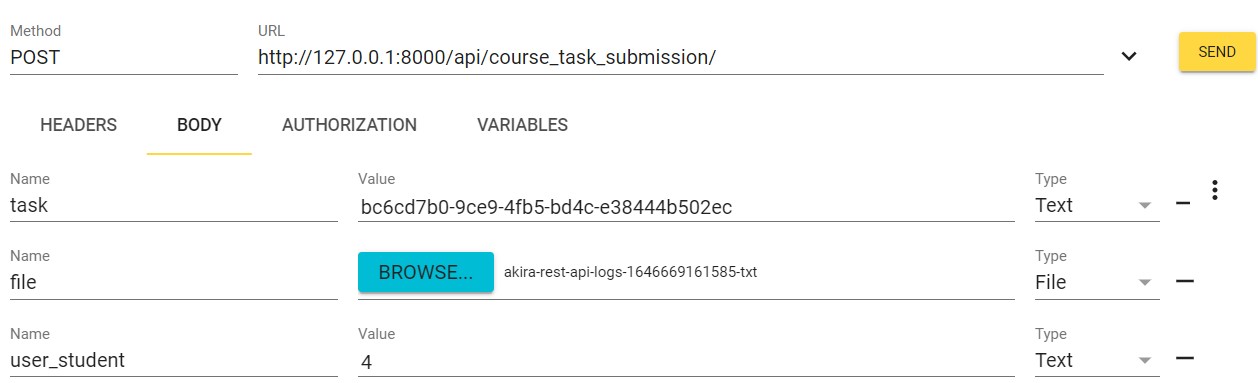 Method URL
POST http://127.0.0.1:8000/api/course_task_submission/ SEND
HEADERS BODY AUTHORIZATION VARIABLES
Name Value Type
task bc6cd7b0-9ce9-4fb5-bd4c-e38444b502ec Text
Name Type
file BROWSE... akira-rest-api-logs-1646669161585-txt File
Name Value Type
user_student 4 Text